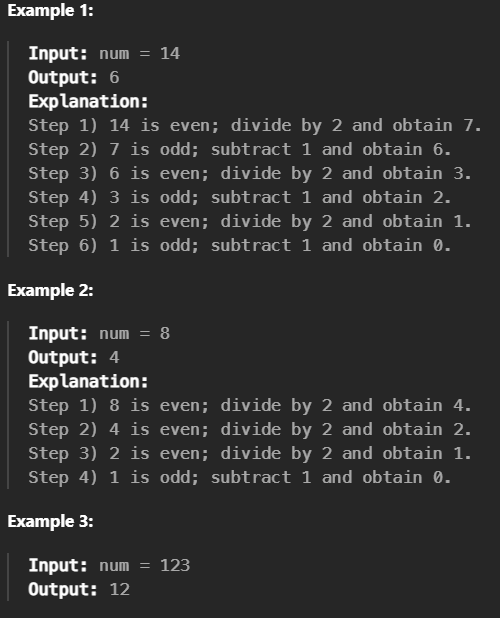 Example 1:
Input: num = 14
Output: 6
Explanation:
Step 1) 14 is even; divide by 2 and obtain 7.
Step 2) 7 is odd; subtract 1 and obtain 6.
Step 3) 6 is even; divide by 2 and obtain 3.
Step 4) 3 is odd; subtract 1 and obtain 2.
Step 5) 2 is even; divide by 2 and obtain 1.
Step 6) 1 is odd; subtract 1 and obtain 0.
Example 2:
Input: num = 8
Output: 4
Explanation:
Step 1) 8 is even; divide by 2 and obtain 4.
Step 2) 4 is even; divide by 2 and obtain 2.
Step 3) 2 is even; divide by 2 and obtain 1.
Step 4) 1 is odd; subtract 1 and obtain 0.
Example 3:
Input: num = 123
Output: 12